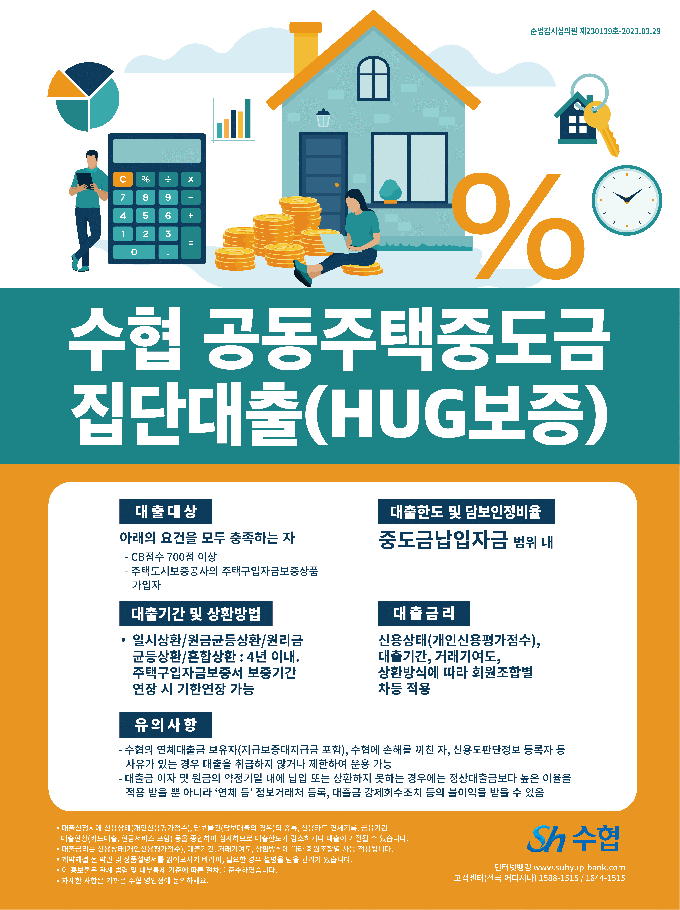 준법감시심의필 제230139호-2023.03.29
C % ÷ ×
7 8 9 −
4 5 6 +
1 2 3 =
0 .
%
수협 공동주택중도금
집단대출(HUG보증)
대출대상
아래의 요건을 모두 충족하는 자
- CB점수 700점 이상
- 주택도시보증공사의 주택구입자금보증상품
가입자
대출한도 및 담보인정비율
중도금납입자금 범위 내
대출기간 및 상환방법
• 일시상환/원금균등상환/원리금
균등상환/혼합상환 : 4년 이내.
주택구입자금보증서 보증기간
연장 시 기한연장 가능
대출금리
신용상태(개인신용평가점수),
대출기간, 거래기여도,
상환방식에 따라 회원조합별
차등 적용
유의사항
- 수협의 연체대출금 보유자(지급보증대지급금 포함), 수협에 손해를 끼친 자, 신용도판단정보 등록자 등
사유가 있는 경우 대출을 취급하지 않거나 제한하여 운용 가능
- 대출금 이자 및 원금의 약정기일 내에 납입 또는 상환하지 못하는 경우에는 정상대출금보다 높은 이율을
적용 받을 뿐 아니라 '연체 등' 정보거래처 등록, 대출금 강제회수조치 등의 불이익을 받을 수 있음
Sh 수협
인터넷뱅킹 www.suhyup-bank.com
고객센터(전국 어디서나) 1588-1515 / 1644-1515